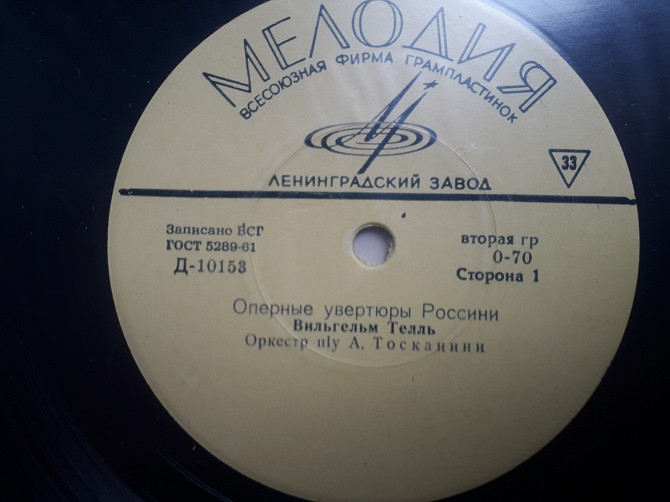 МЕЛОДИЯ
ВСЕСОЮЗНАЯ ФИРМА ГРАМПЛАСТИНОК
33
ЛЕНИНГРАДСКИЙ ЗАВОД
Записано ВСГ
ГОСТ 5289-61
Д-10153
вторая гр
0-70
Сторона 1
Оперные увертюры Россини
Вильгельм Телль
Оркестр п/у А. Тосканини